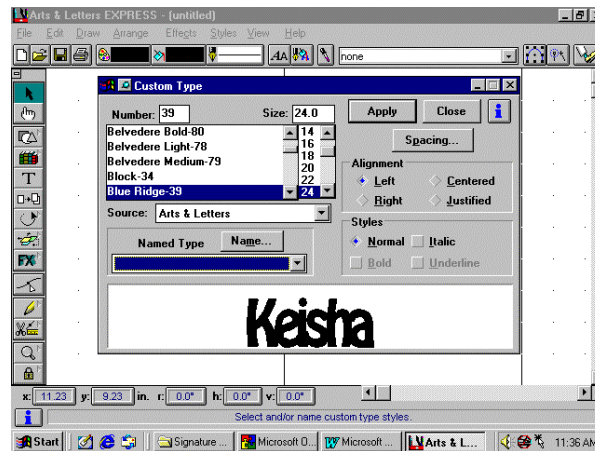 Arts & Letters EXPRESS - (untitled)
File Edit Draw Arrange Effects Styles View Help
AA none
Custom Type
Number: 39 Size: 24.0 Apply Close i
Belvedere Bold-80 14
Belvedere Light-78 16
Belvedere Medium-79 18
Block-34 20
22
Blue Ridge-39 24
Spacing...
Alignment
Left Centered
Right Justified
Source: Arts & Letters
Styles
Normal Italic
Bold Underline
Named Type Name...
T
FX
Keisha
x: 11.23 y: 9.23 in. r: 0.0° h: 0.0° v: 0.0°
i Select and/or name custom type styles.
Start Signature ... Microsoft O... Microsoft ... Arts & L... 11:36 AM